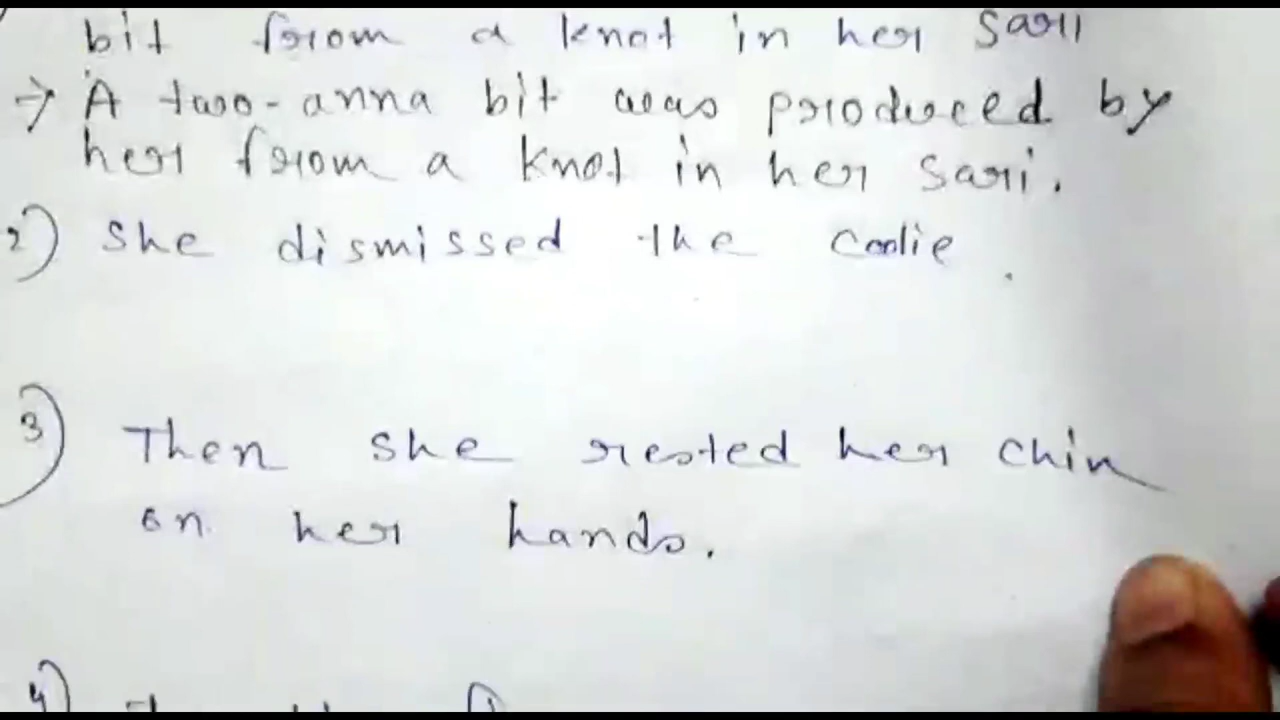 bit from a knot in her Sari
→ A two-anna bit was produced by
her from a knot in her sari.
2) She dismissed the coolie.
3) Then she rested her chin
on her hands.
4)